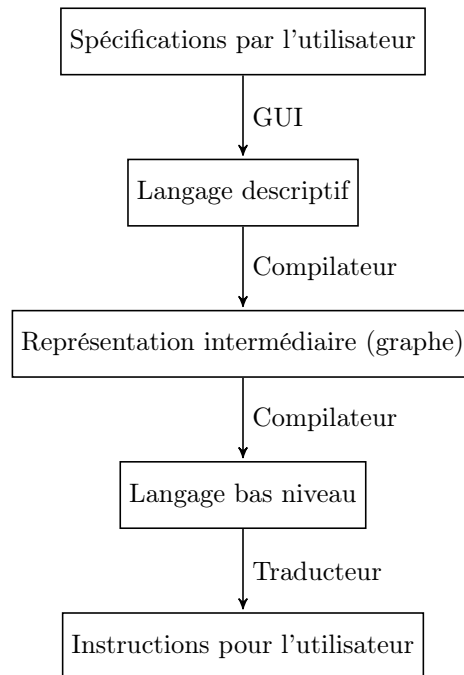 Spécifications par l'utilisateur
GUI
Langage descriptif
Compilateur
Représentation intermédiaire (graphe)
Compilateur
Langage bas niveau
Traducteur
Instructions pour l'utilisateur